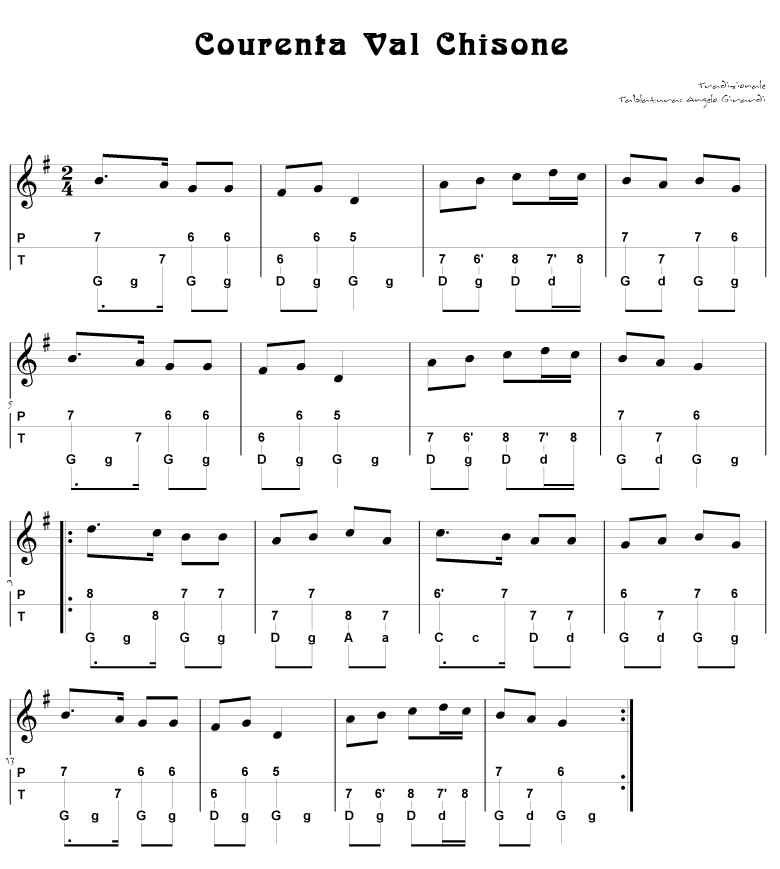 Courenta Val Chisone
Tradizionale
Tablatura: Angelo Girardi
2
4
P 7 6 6 6 5 7 7 6
T 7 6 7 6' 8 7' 8 7
G g G g D g G g D g D d G d G g
5
P 7 6 6 6 5 7 6
T 7 6 7 6' 8 7' 8 7
G g G g D g G g D g D d G d G g
9
P 8 7 7 7 6' 7 6 7 6
T 8 7 8 7 7 7 7
G g G g D g A a C c D d G d G g
13
P 7 6 6 6 5 7 6
T 7 6 7 6' 8 7' 8 7
G g G g D g G g D g D d G d G g